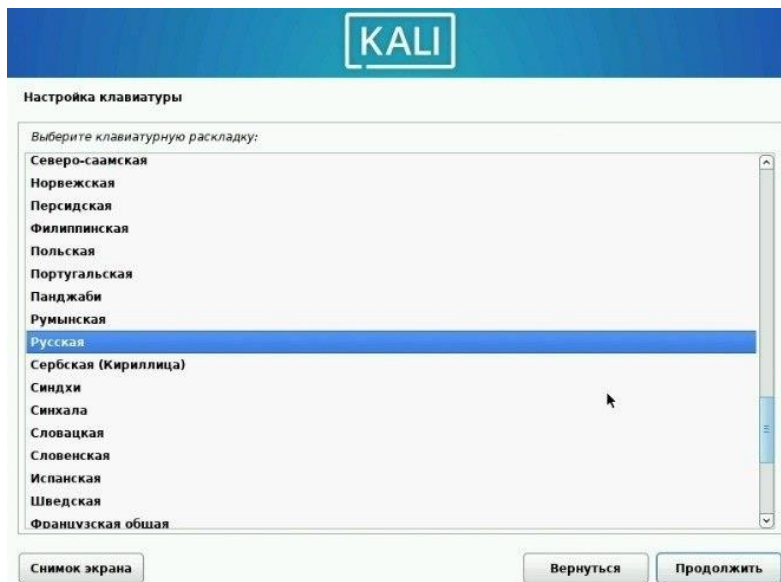 KALI
Настройка клавиатуры
Выберите клавиатурную раскладку:
Северо-саамская
Норвежская
Персидская
Филиппинская
Польская
Португальская
Панджаби
Румынская
Русская
Сербская (Кириллица)
Синдхи
Синхала
Словацкая
Словенская
Испанская
Шведская
Французская общая
Снимок экрана
Вернуться
Продолжить